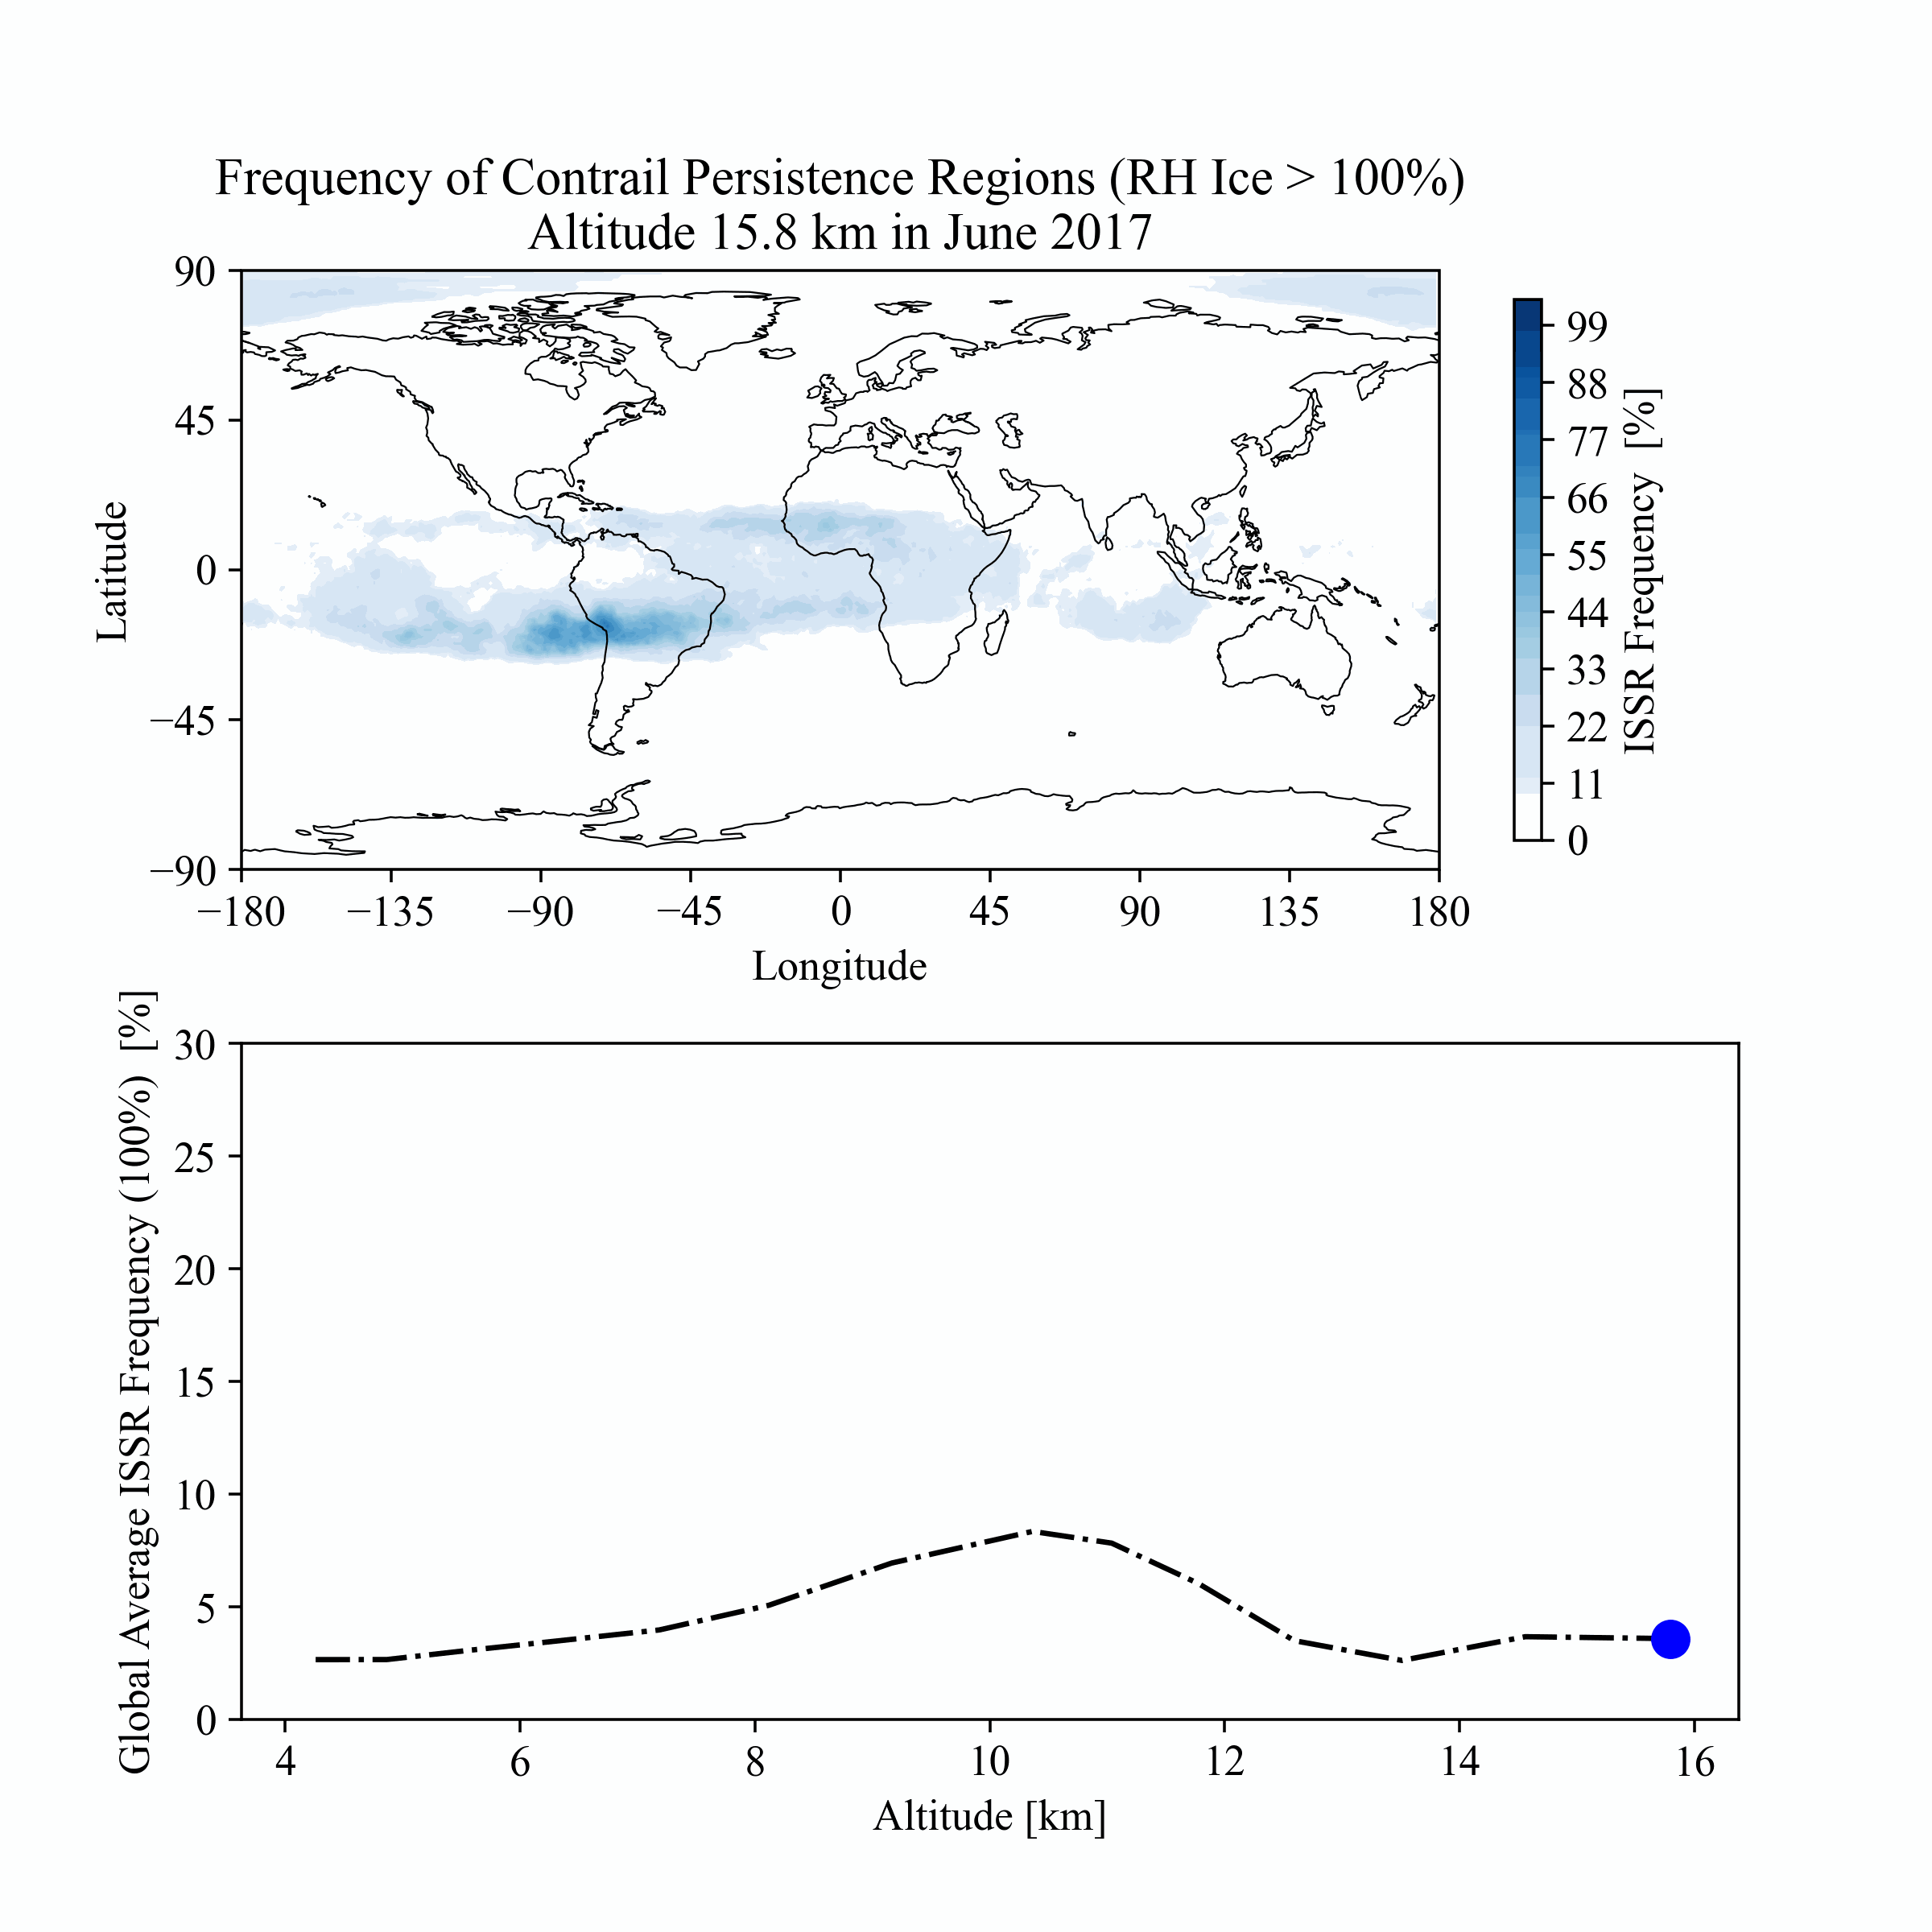 Frequency of Contrail Persistence Regions (RH Ice > 100%)
Altitude 15.8 km in June 2017
90
45
0
−45
−90
Latitude
−180 −135 −90 −45 0 45 90 135 180
Longitude
99
88
77
66
55
44
33
22
11
0
ISSR Frequency [%]
30
25
20
15
10
5
0
Global Average ISSR Frequency (100%) [%]
4 6 8 10 12 14 16
Altitude [km]